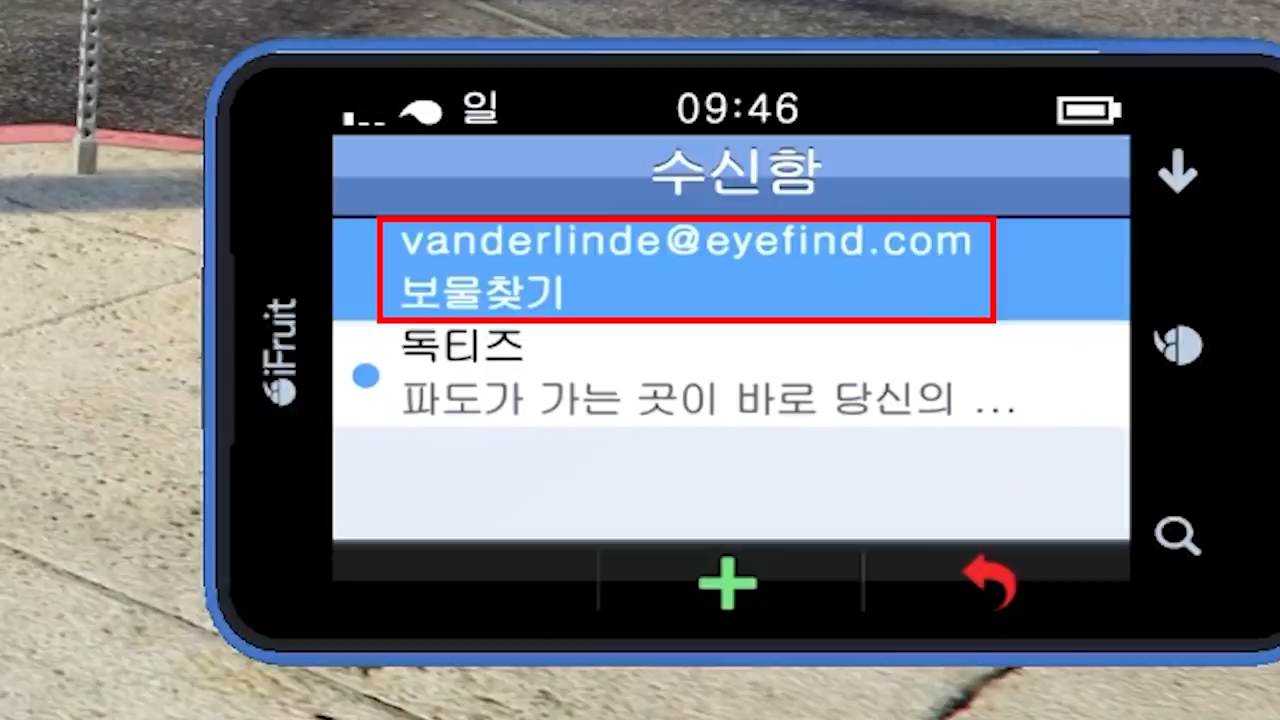 일 09:46
수신함
vanderlinde@eyefind.com
보물찾기
독티즈
파도가 가는 곳이 바로 당신의 ...
iFruit